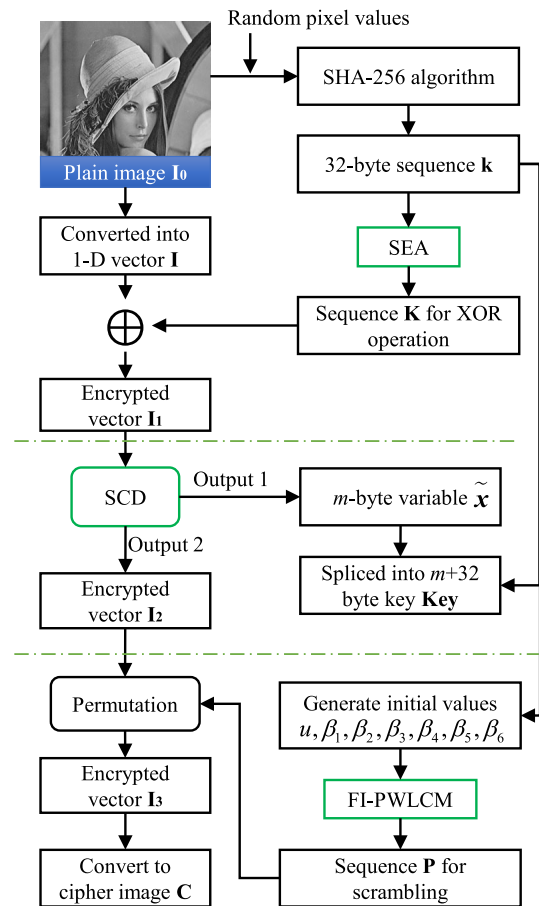 Random pixel values
SHA-256 algorithm
Plain image I₀
32-byte sequence k
Converted into
1-D vector I
SEA
Sequence K for XOR
operation
Encrypted
vector I₁
SCD
Output 1
m-byte variable x̃
Output 2
Spliced into m+32
byte key Key
Encrypted
vector I₂
Permutation
Generate initial values
u, β₁, β₂, β₃, β₄, β₅, β₆
Encrypted
vector I₃
FI-PWLCM
Convert to
cipher image C
Sequence P for
scrambling